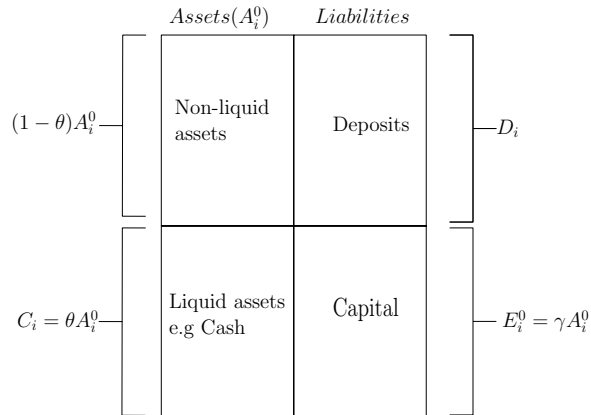 Assets(A_i^0) Liabilities
Non-liquid
assets
Deposits
(1 − θ)A_i^0
D_i
Liquid assets
e.g Cash
Capital
C_i = θA_i^0
E_i^0 = γA_i^0